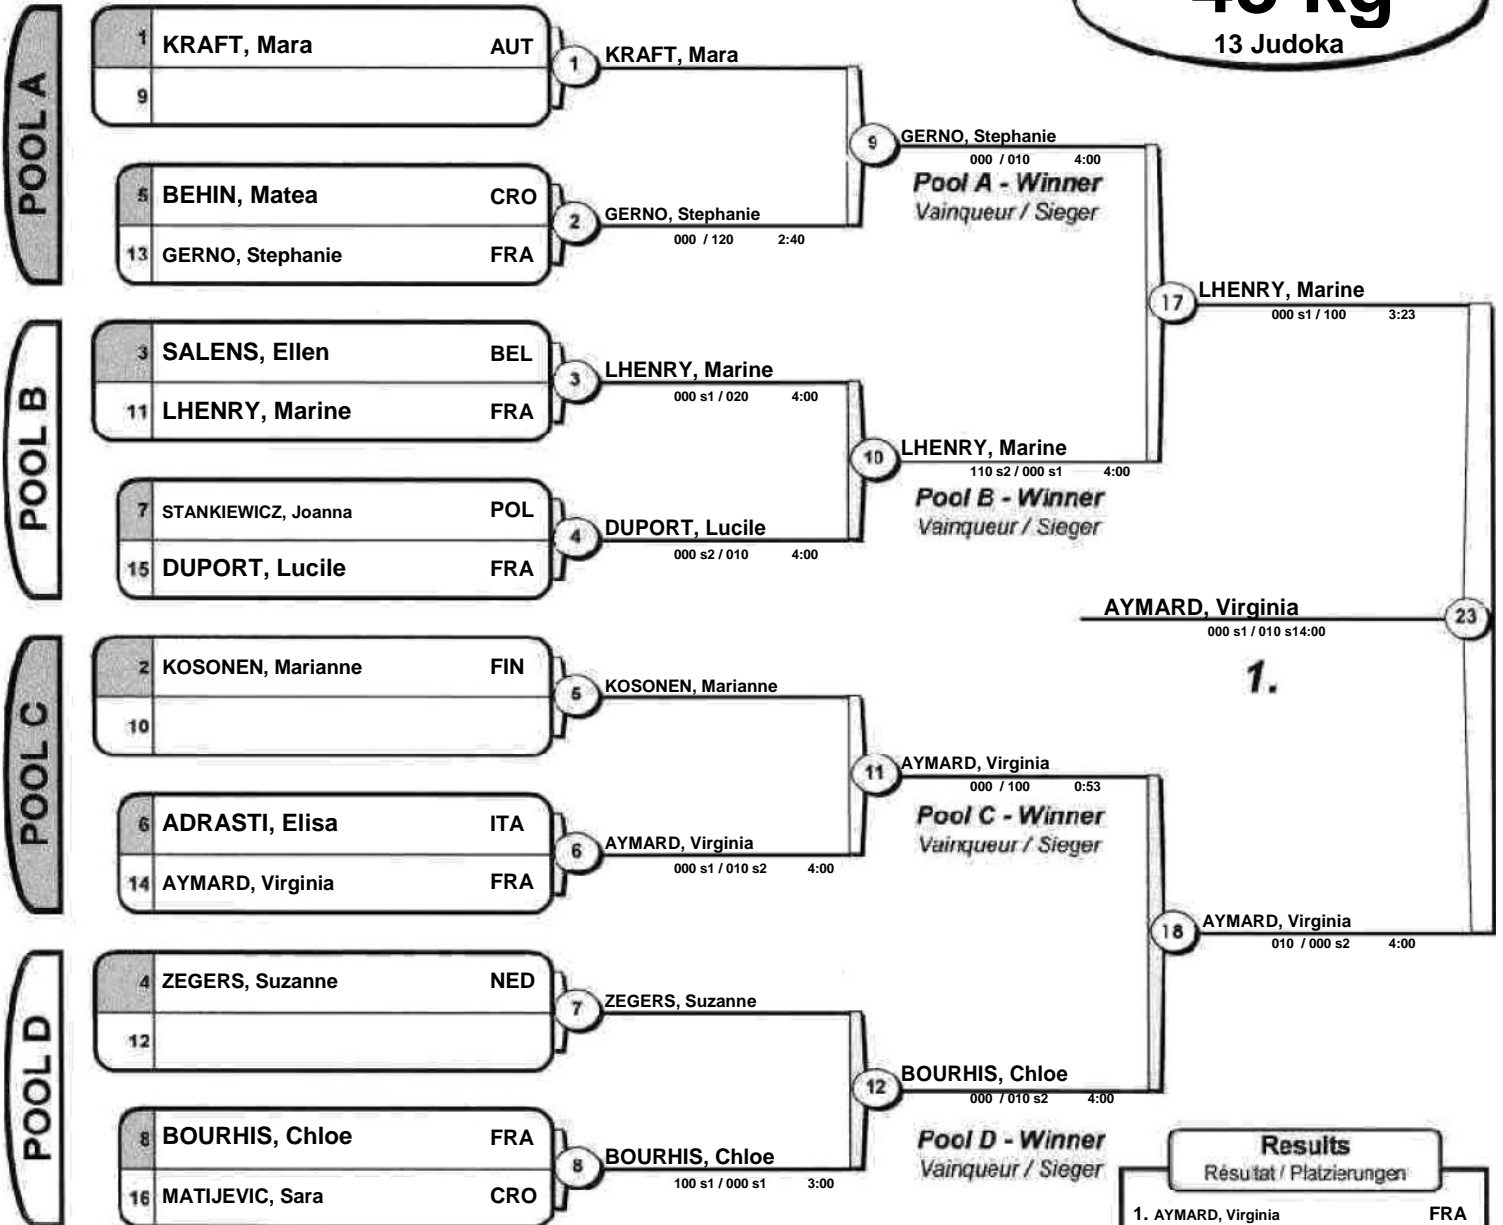 48 kg
13 Judoka
POOL A
1 KRAFT, Mara AUT
9
1
KRAFT, Mara
5 BEHIN, Matea CRO
13 GERNO, Stephanie FRA
2
GERNO, Stephanie
000 / 120 2:40
9
GERNO, Stephanie
000 / 010 4:00
Pool A - Winner
Vainqueur / Sieger
POOL B
3 SALENS, Ellen BEL
11 LHENRY, Marine FRA
3
LHENRY, Marine
000 s1 / 020 4:00
7 STANKIEWICZ, Joanna POL
15 DUPORT, Lucile FRA
4
DUPORT, Lucile
000 s2 / 010 4:00
10
LHENRY, Marine
110 s2 / 000 s1 4:00
Pool B - Winner
Vainqueur / Sieger
17
LHENRY, Marine
000 s1 / 100 3:23
AYMARD, Virginia
000 s1 / 010 s14:00
23
1.
POOL C
2 KOSONEN, Marianne FIN
10
5
KOSONEN, Marianne
6 ADRASTI, Elisa ITA
14 AYMARD, Virginia FRA
6
AYMARD, Virginia
000 s1 / 010 s2 4:00
11
AYMARD, Virginia
000 / 100 0:53
Pool C - Winner
Vainqueur / Sieger
18
AYMARD, Virginia
010 / 000 s2 4:00
POOL D
4 ZEGERS, Suzanne NED
12
7
ZEGERS, Suzanne
8 BOURHIS, Chloe FRA
16 MATIJEVIC, Sara CRO
8
BOURHIS, Chloe
100 s1 / 000 s1 3:00
12
BOURHIS, Chloe
000 / 010 s2 4:00
Pool D - Winner
Vainqueur / Sieger
Results
Résultat / Platzierungen
1. AYMARD, Virginia FRA